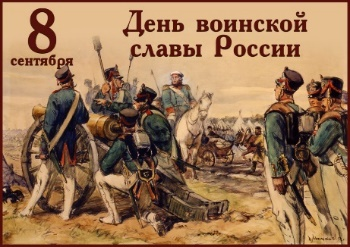 8
сентября
День воинской
славы России